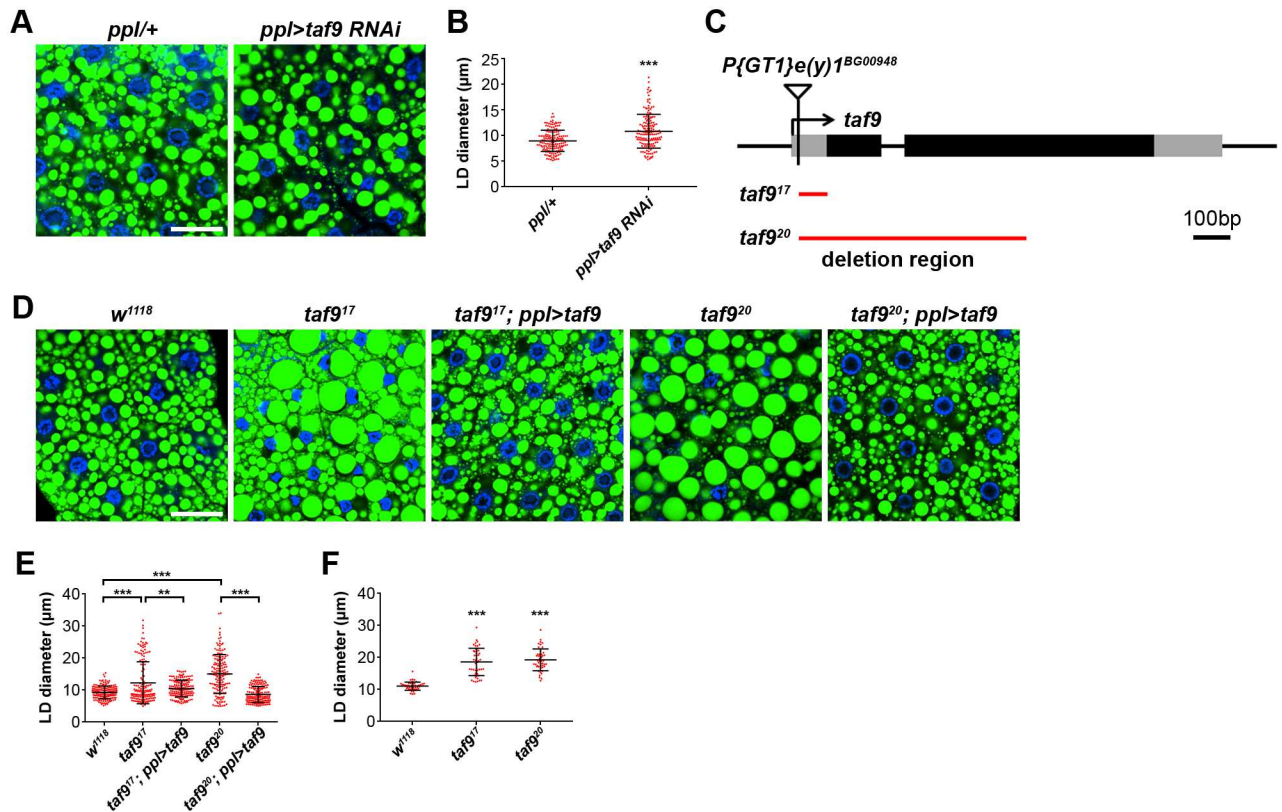 A
ppl/+
ppl>taf9 RNAi
B
LD diameter (μm)
25
20
15
10
5
0
***
ppl/+
ppl>taf9 RNAi
C
P{GT1}e(y)1BG00948
taf9
taf917
taf920
deletion region
100bp
D
w1118
taf917
taf917; ppl>taf9
taf920
taf920; ppl>taf9
E
LD diameter (μm)
40
30
20
10
0
***
*** ** ***
w1118
taf917
taf917; ppl>taf9
taf920
taf920; ppl>taf9
F
LD diameter (μm)
40
30
20
10
0
*** ***
w1118
taf917
taf920